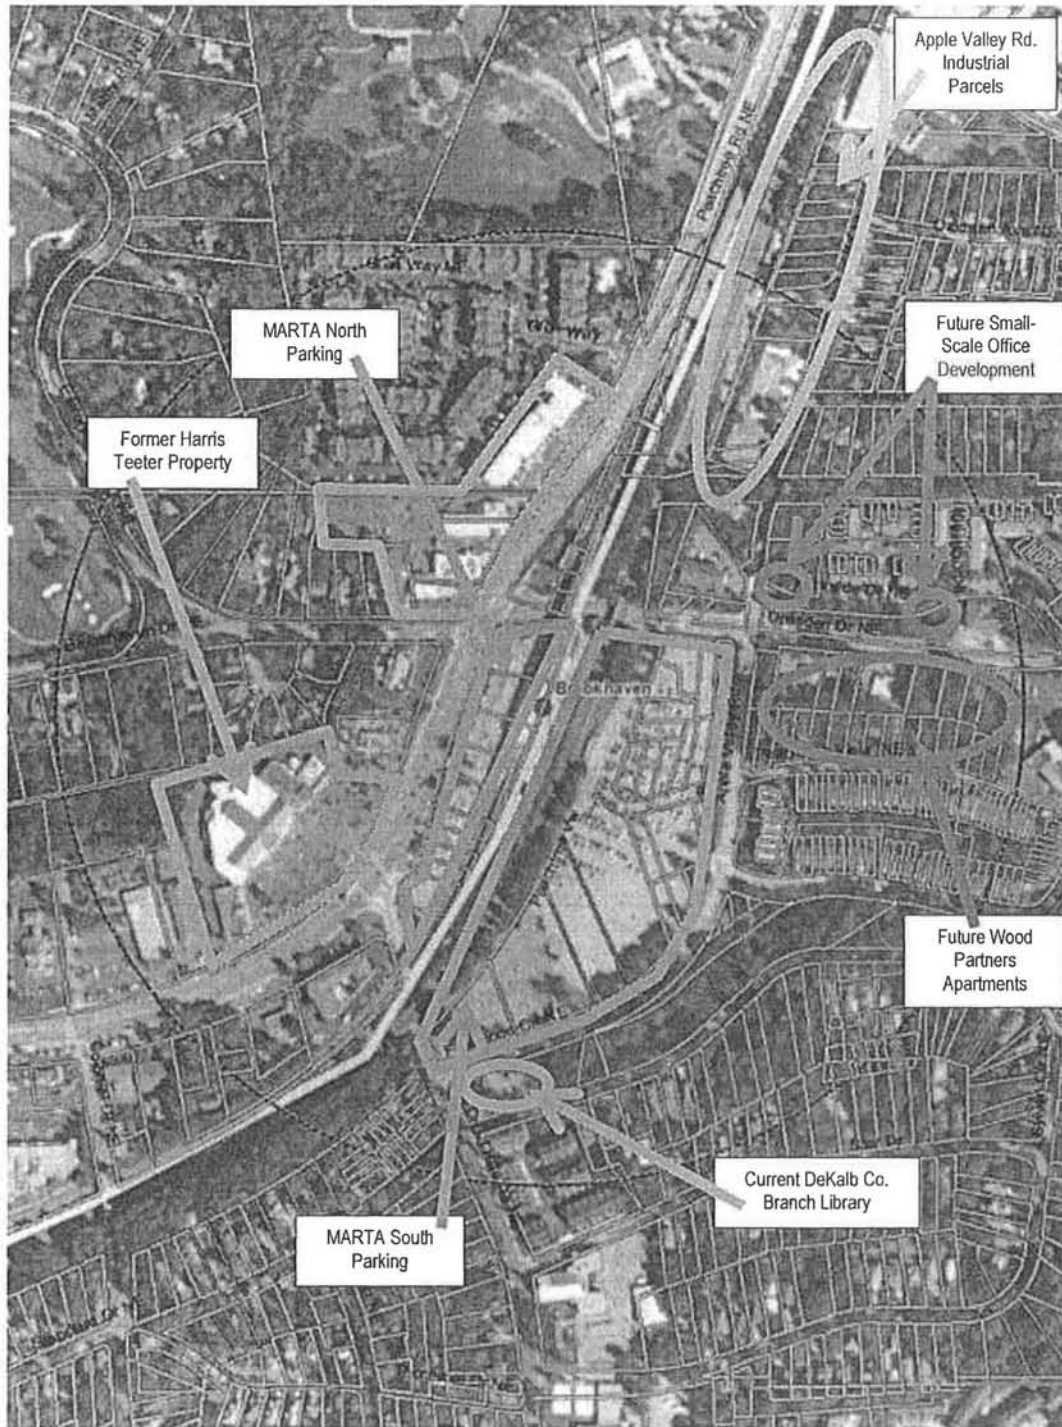 Apple Valley Rd.
Industrial
Parcels
Peachtree Rd NE
MARTA North
Parking
Future Small-
Scale Office
Development
Former Harris
Teeter Property
Dresden Dr NE
Brookhaven
Future Wood
Partners
Apartments
Current DeKalb Co.
Branch Library
MARTA South
Parking